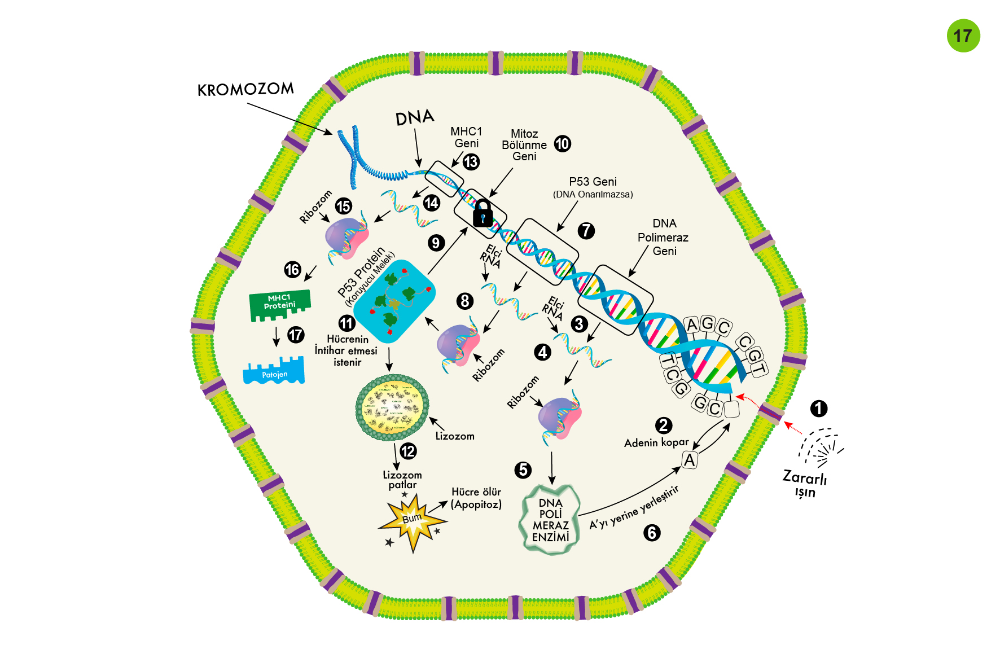 17
KROMOZOM
DNA
MHC1
Geni
13
Mitoz
Bölünme
Geni
10
P53 Geni
(DNA Onarılmazsa)
7
DNA
Polimeraz
Geni
Ribozom
15
14
9
Elçi
RNA
P53 Protein
(Koruyucu Melek)
16
MHC1
Proteini
17
Patojen
11
Hücrenin
İntihar etmesi
istenir
8
Ribozom
Elçi
RNA
3
4
Ribozom
A G C
C G T
T C G
G C
1
Zararlı
ışın
2
Adenin kopar
A
Lizozom
12
Lizozom
patlar
Bum
Hücre ölür
(Apopitoz)
5
DNA
POLİ
MERAZ
ENZİMİ
A'yı yerine yerleştirir
6